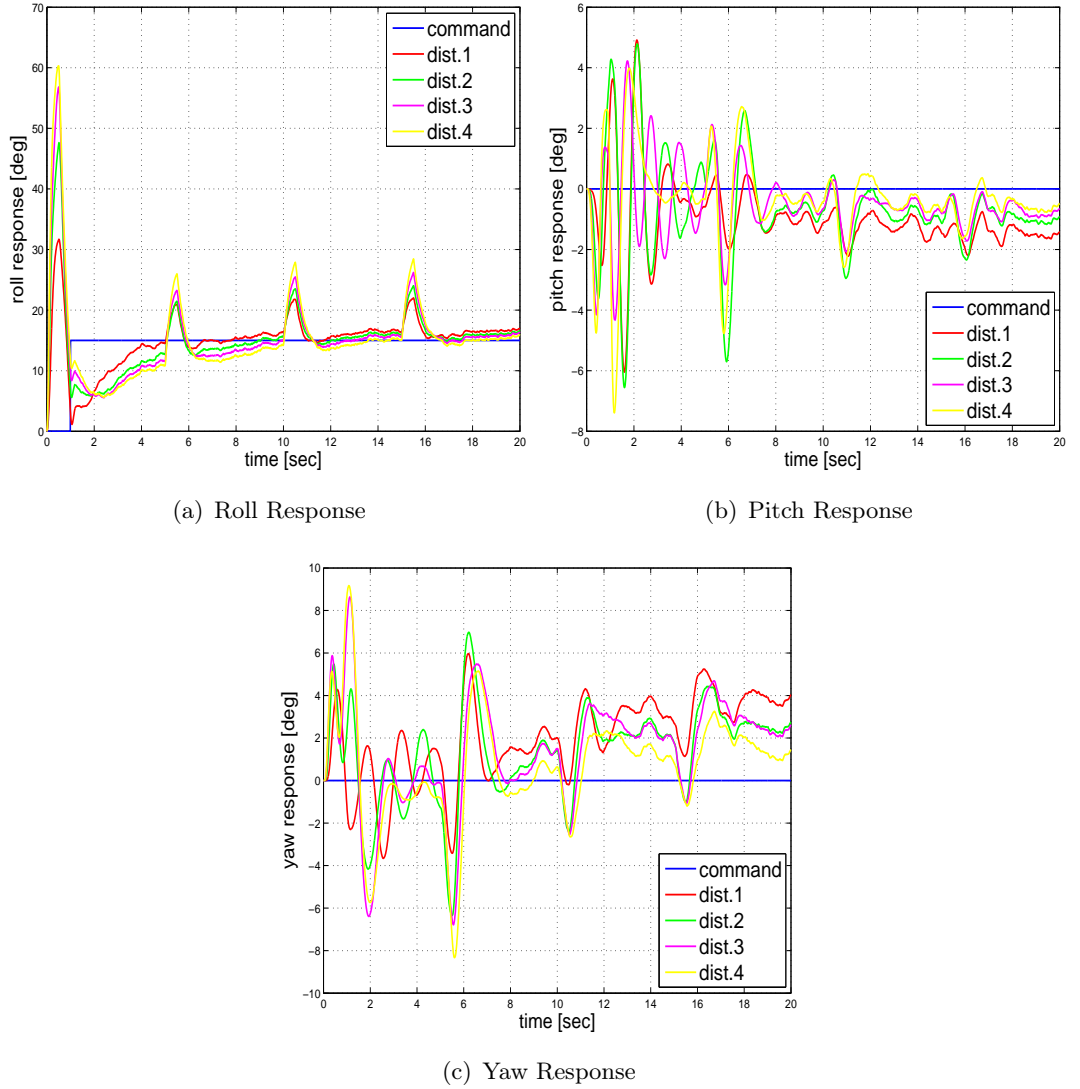 70
60
50
40
30
20
10
0
0 2 4 6 8 10 12 14 16 18 20
roll response [deg]
time [sec]
command
dist.1
dist.2
dist.3
dist.4
(a) Roll Response
6
4
2
0
−2
−4
−6
−8
0 2 4 6 8 10 12 14 16 18 20
pitch response [deg]
time [sec]
command
dist.1
dist.2
dist.3
dist.4
(b) Pitch Response
10
8
6
4
2
0
−2
−4
−6
−8
−10
0 2 4 6 8 10 12 14 16 18 20
yaw response [deg]
time [sec]
command
dist.1
dist.2
dist.3
dist.4
(c) Yaw Response